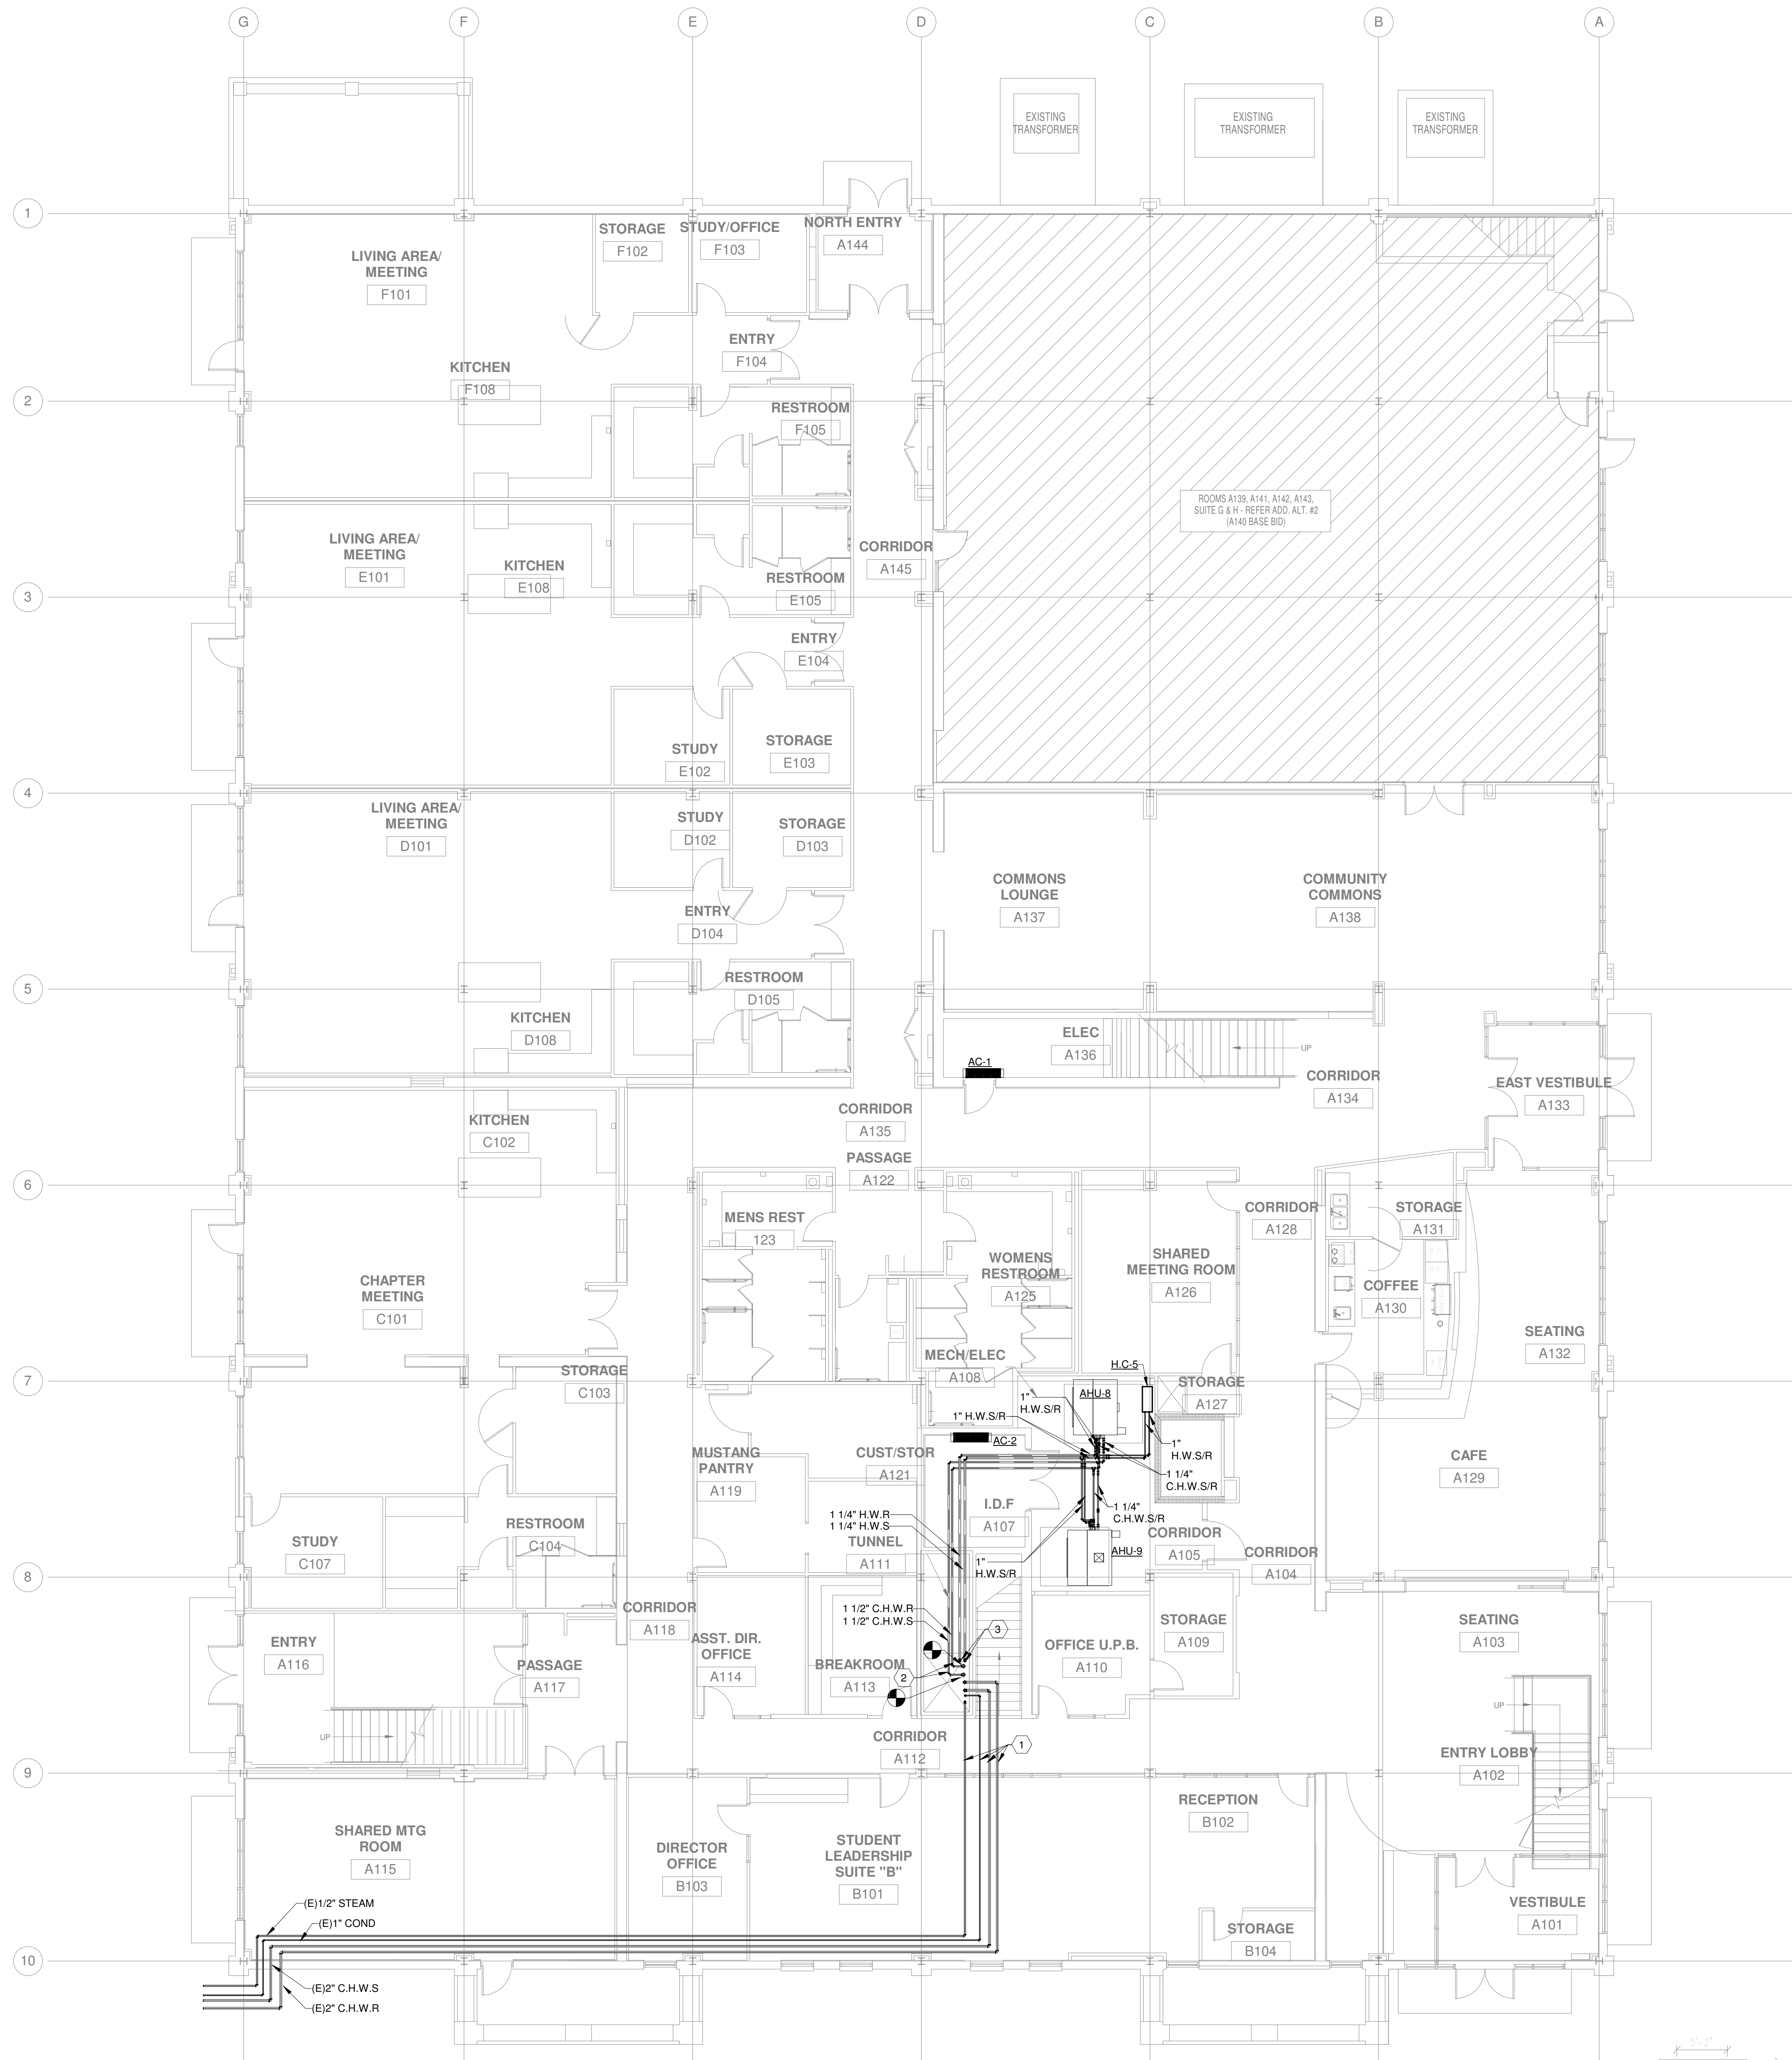 G
F
E
D
C
B
A
EXISTING
TRANSFORMER
EXISTING
TRANSFORMER
EXISTING
TRANSFORMER
1
LIVING AREA/
MEETING
F101
STORAGE
F102
STUDY/OFFICE
F103
NORTH ENTRY
A144
ENTRY
F104
KITCHEN
F108
2
RESTROOM
F105
ROOMS A139, A141, A142, A143,
SUITE G & H - REFER ADD. ALT. #2
(A140 BASE BID)
LIVING AREA/
MEETING
E101
KITCHEN
E108
CORRIDOR
A145
RESTROOM
E105
3
ENTRY
E104
STUDY
E102
STORAGE
E103
4
LIVING AREA/
MEETING
D101
STUDY
D102
STORAGE
D103
COMMONS
LOUNGE
A137
COMMUNITY
COMMONS
A138
ENTRY
D104
RESTROOM
D105
5
KITCHEN
D108
ELEC
A136
UP
AC-1
CORRIDOR
A134
EAST VESTIBULE
A133
KITCHEN
C102
CORRIDOR
A135
PASSAGE
A122
6
MENS REST
123
WOMENS
RESTROOM
A125
SHARED
MEETING ROOM
A126
CORRIDOR
A128
STORAGE
A131
CHAPTER
MEETING
C101
COFFEE
A130
SEATING
A132
7
STORAGE
C103
MECH/ELEC
A108
H.C-5
AHU-8
STORAGE
A127
1"
H.W.S/R
1" H.W.S/R
AC-2
1"
H.W.S/R
1 1/4"
C.H.W.S/R
MUSTANG
PANTRY
A119
CUST/STOR
A121
CAFE
A129
I.D.F
A107
1 1/4"
C.H.W.S/R
1 1/4" H.W.R
1 1/4" H.W.S
STUDY
C107
RESTROOM
C104
TUNNEL
A111
AHU-9
1"
H.W.S/R
CORRIDOR
A105
CORRIDOR
A104
8
CORRIDOR
A118
1 1/2" C.H.W.R
1 1/2" C.H.W.S
3
2
ENTRY
A116
PASSAGE
A117
ASST. DIR.
OFFICE
A114
BREAKROOM
A113
OFFICE U.P.B.
A110
STORAGE
A109
SEATING
A103
UP
UP
CORRIDOR
A112
1
ENTRY LOBBY
A102
9
SHARED MTG
ROOM
A115
DIRECTOR
OFFICE
B103
STUDENT
LEADERSHIP
SUITE "B"
B101
RECEPTION
B102
(E)1/2" STEAM
(E)1" COND
STORAGE
B104
VESTIBULE
A101
10
(E)2" C.H.W.S
(E)2" C.H.W.R
5'-2"